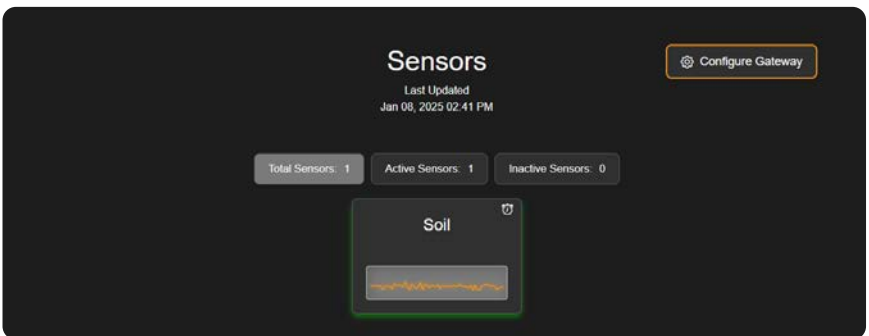 Sensors
Configure Gateway
Last Updated
Jan 08, 2025 02:41 PM
Total Sensors: 1
Active Sensors: 1
Inactive Sensors: 0
Soil